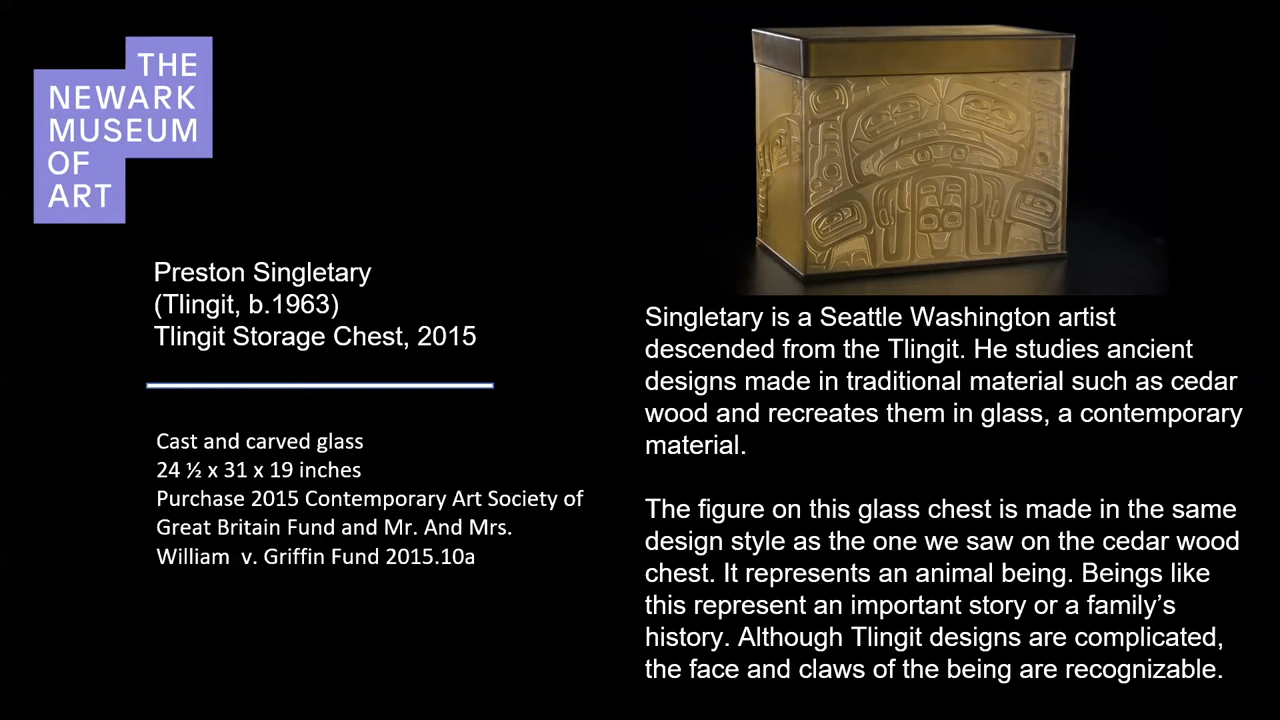 THE
NEWARK
MUSEUM
OF
ART
Preston Singletary
(Tlingit, b.1963)
Tlingit Storage Chest, 2015
Cast and carved glass
24 ½ x 31 x 19 inches
Purchase 2015 Contemporary Art Society of
Great Britain Fund and Mr. And Mrs.
William  v. Griffin Fund 2015.10a
Singletary is a Seattle Washington artist
descended from the Tlingit. He studies ancient
designs made in traditional material such as cedar
wood and recreates them in glass, a contemporary
material.
The figure on this glass chest is made in the same
design style as the one we saw on the cedar wood
chest. It represents an animal being. Beings like
this represent an important story or a family’s
history. Although Tlingit designs are complicated,
the face and claws of the being are recognizable.